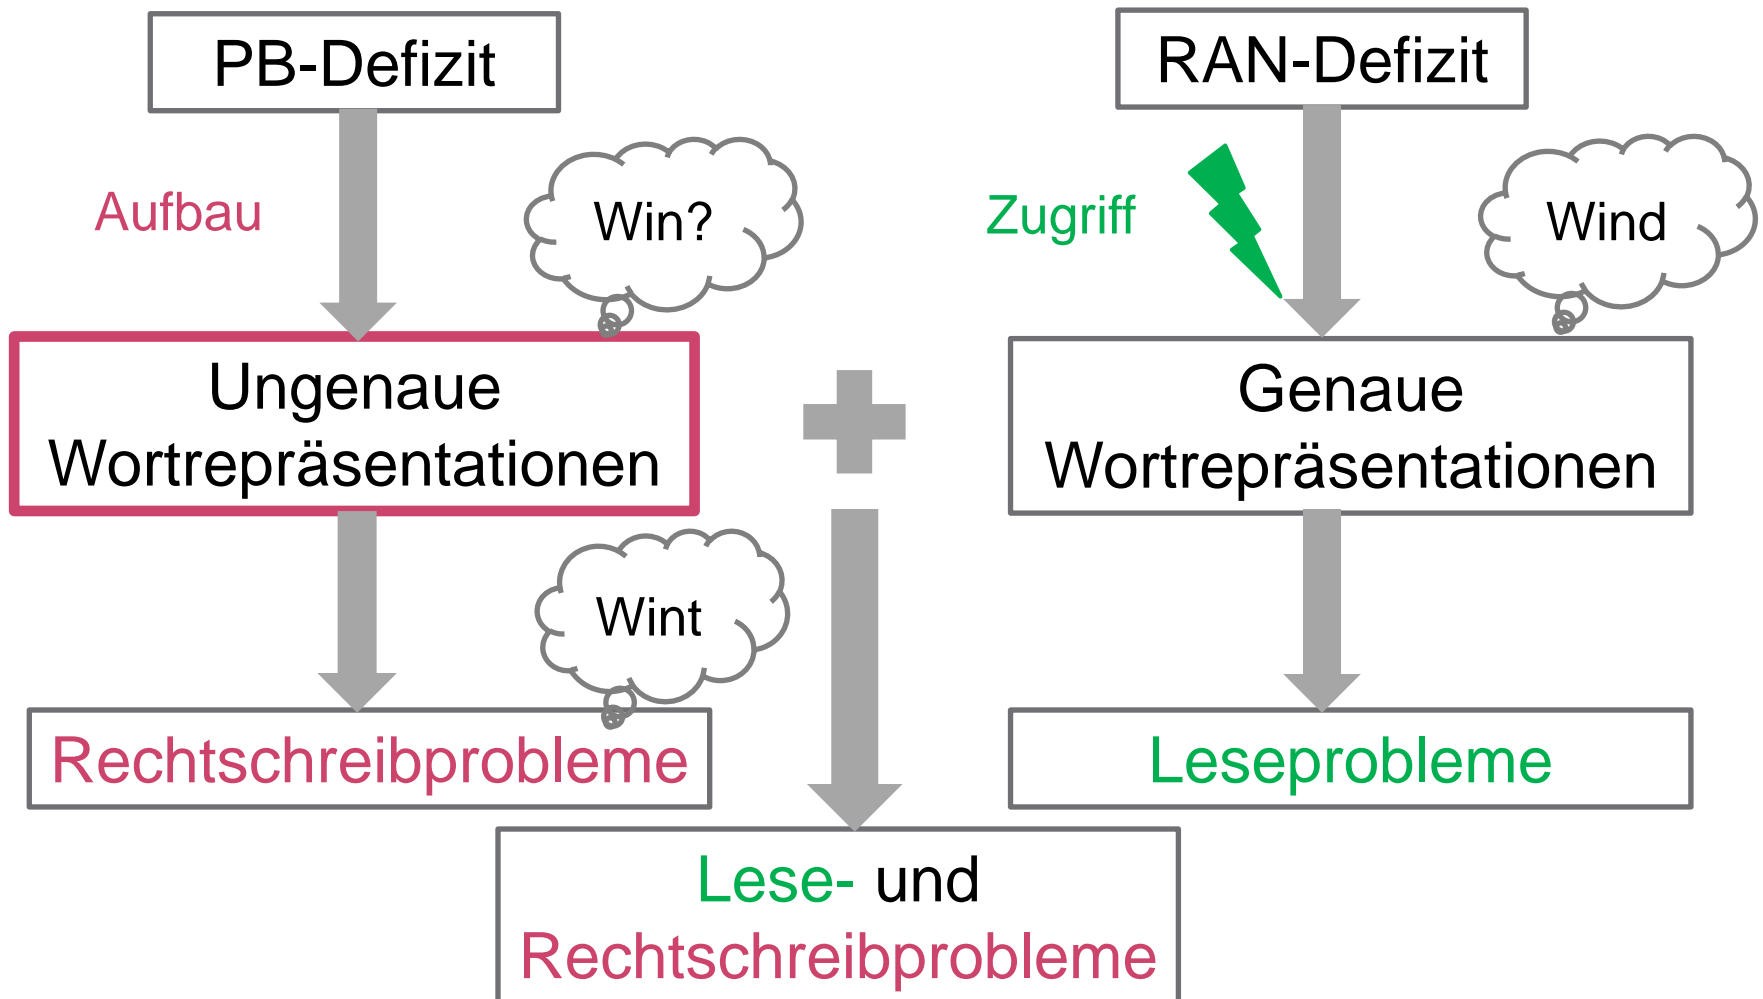 PB-Defizit
RAN-Defizit
Aufbau
Win?
Zugriff
Wind
Ungenaue
Wortrepräsentationen
Genaue
Wortrepräsentationen
Wint
Rechtschreibprobleme
Leseprobleme
Lese- und
Rechtschreibprobleme